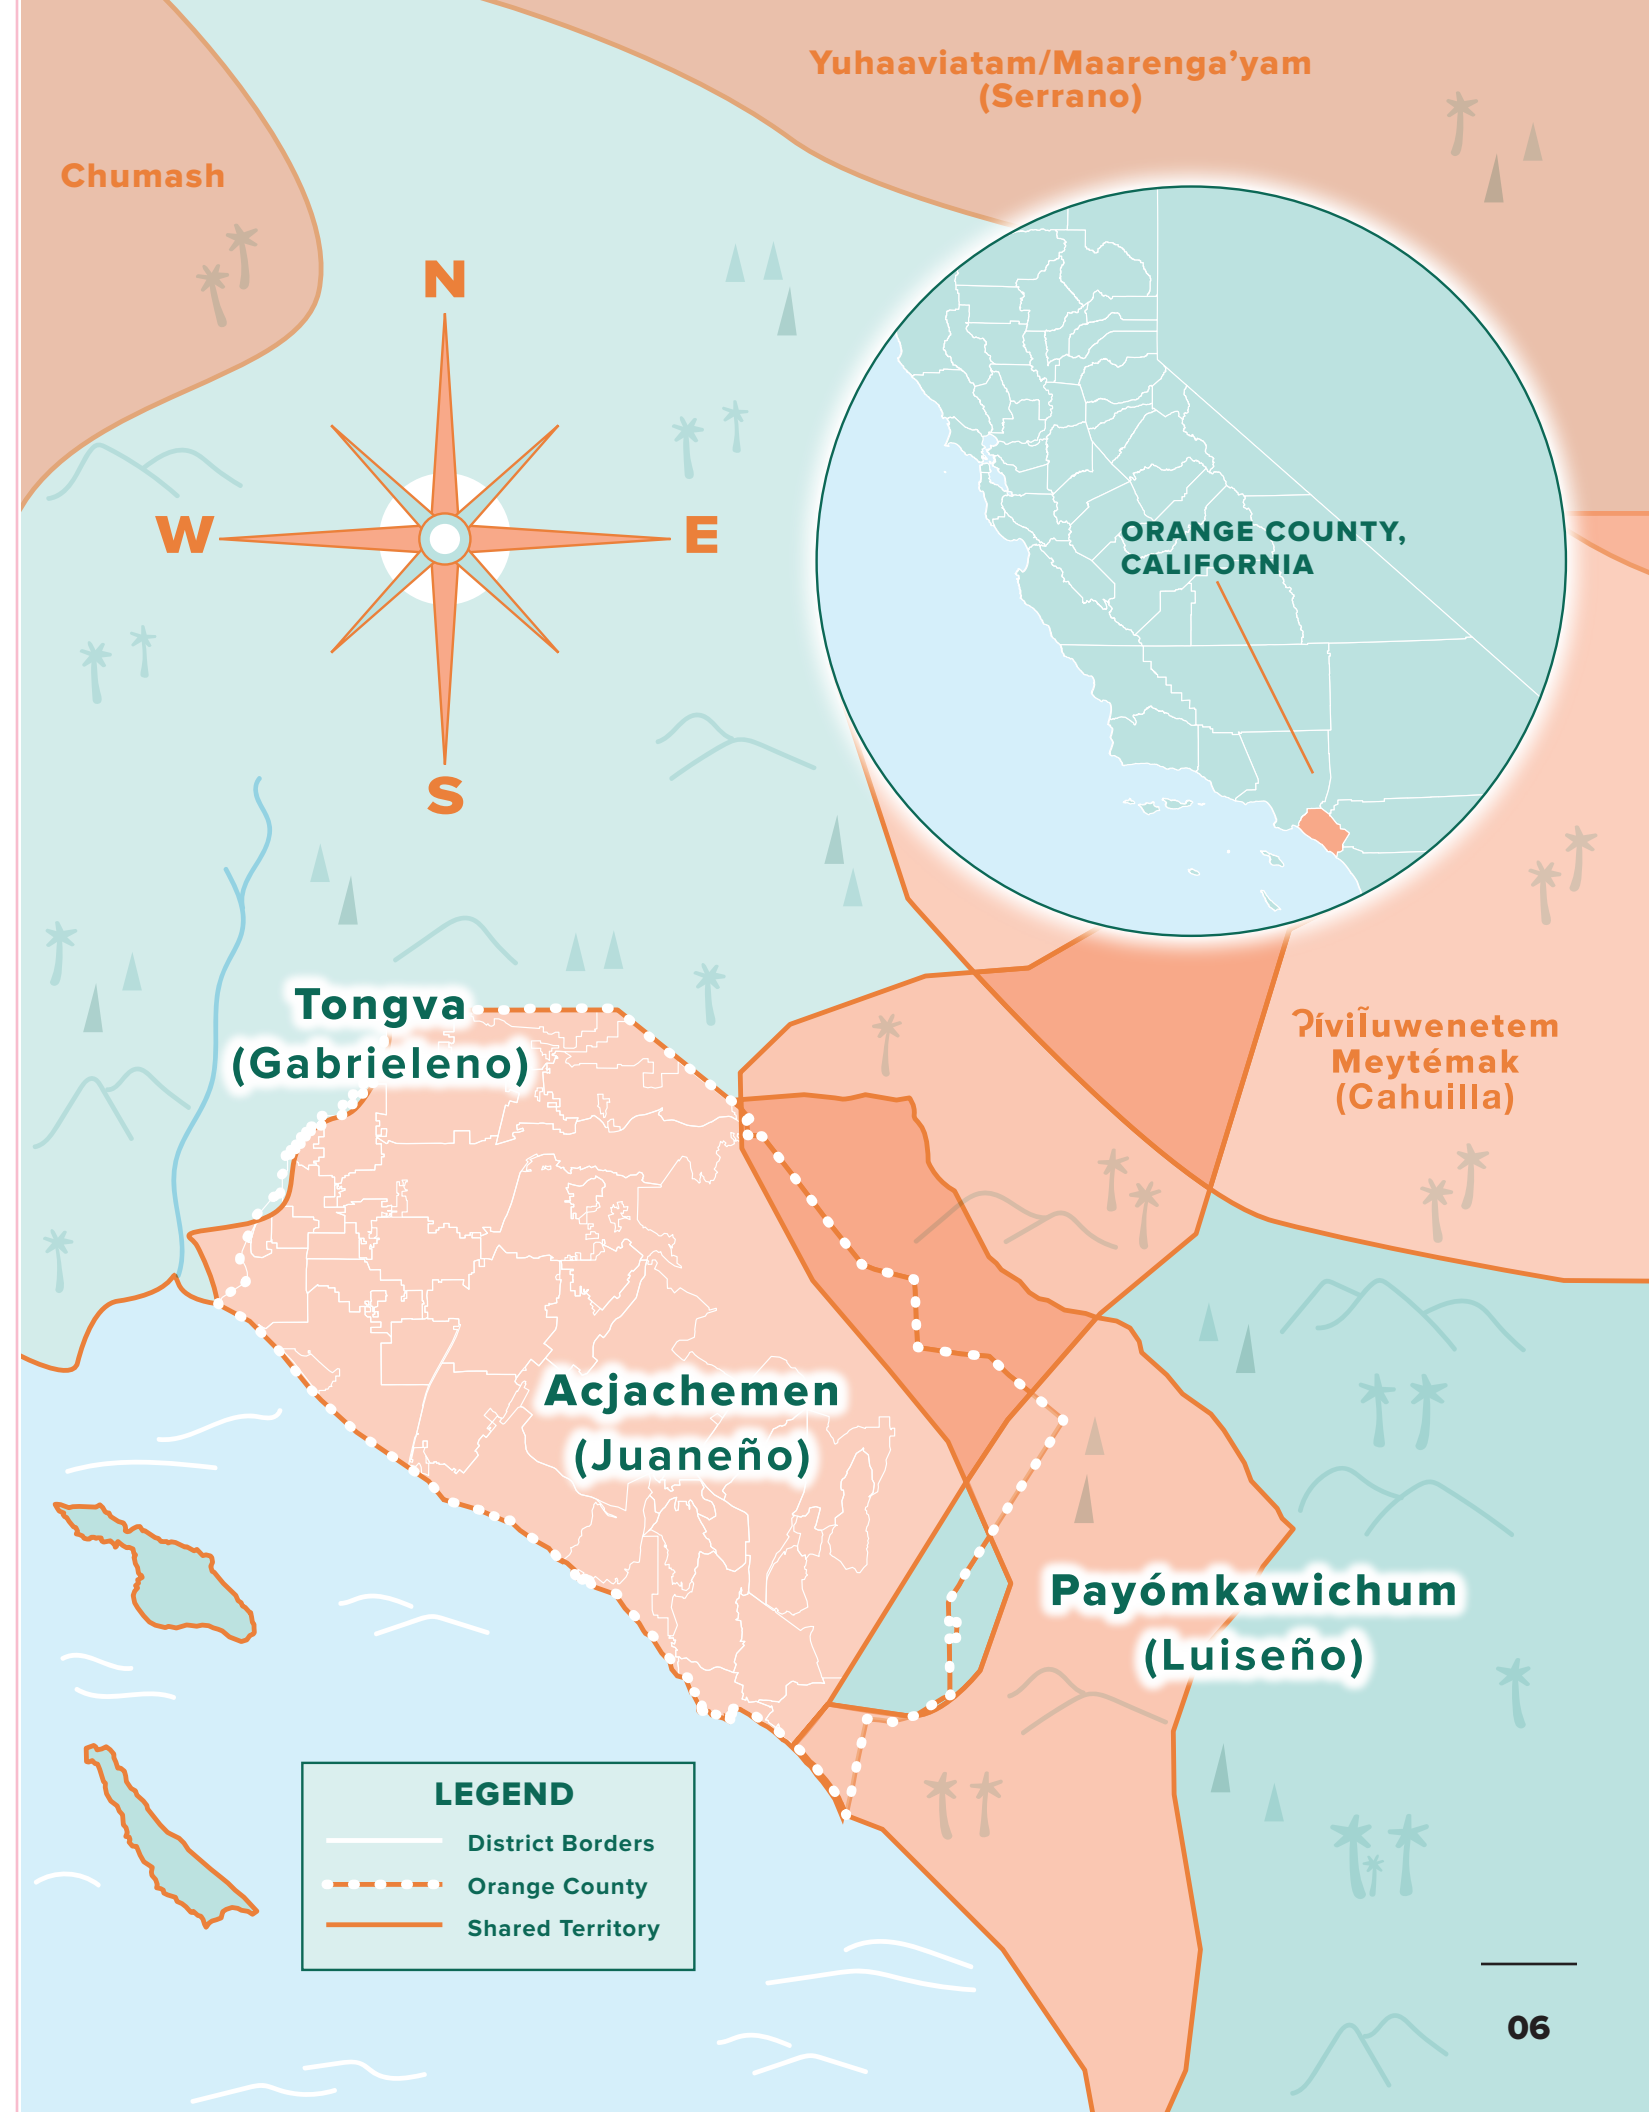 Yuhaaviatam/Maarenga’yam
(Serrano)
Chumash
N
W
E
S
ORANGE COUNTY,
CALIFORNIA
Tongva
(Gabrieleno)
ʔíviĨuwenetem
Meytémak
(Cahuilla)
Acjachemen
(Juaneño)
Payómkawichum
(Luiseño)
LEGEND
District Borders
Orange County
Shared Territory
06